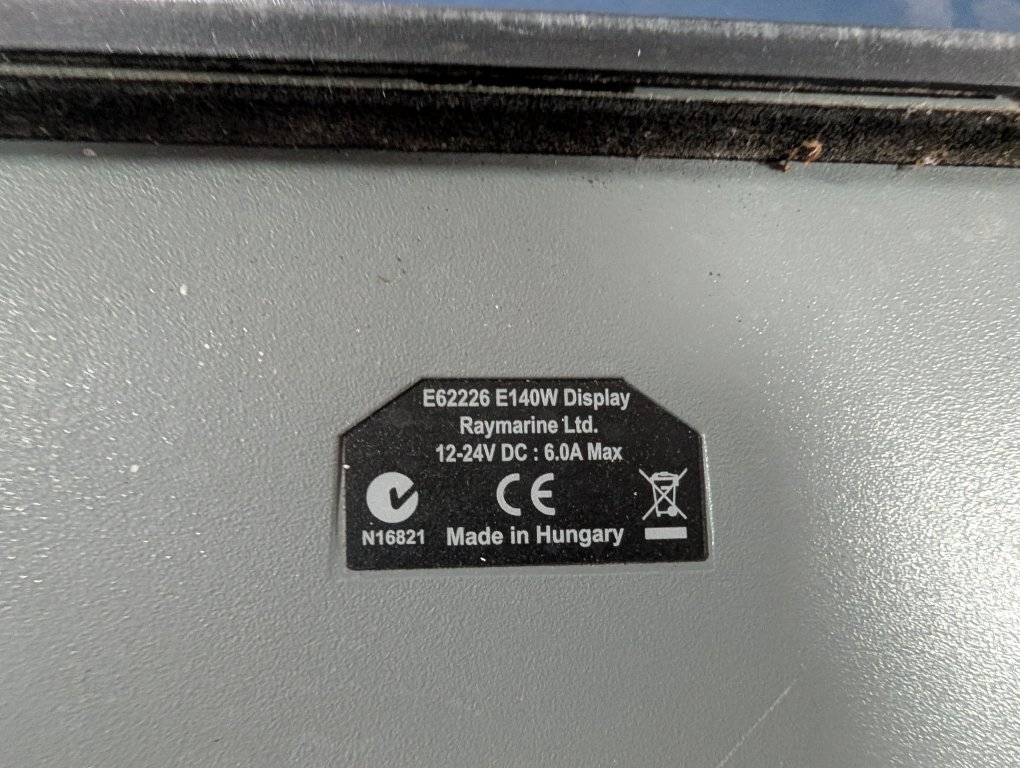 E62226 E140W Display
Raymarine Ltd.
12-24V DC : 6.0A Max
CE
N16821
Made in Hungary